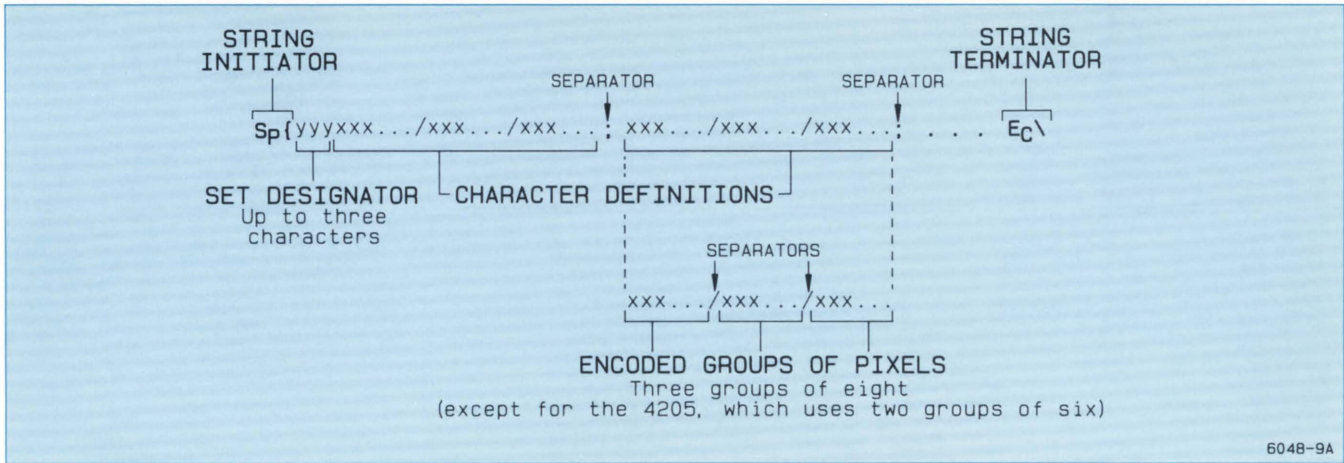 STRING
INITIATOR
STRING
TERMINATOR
SEPARATOR
SEPARATOR
Sp{yyyxxx.../xxx.../xxx...; xxx.../xxx.../xxx...; . . . EC\
SET DESIGNATOR
Up to three
characters
CHARACTER DEFINITIONS
SEPARATORS
xxx.../xxx.../xxx...
ENCODED GROUPS OF PIXELS
Three groups of eight
(except for the 4205, which uses two groups of six)
6048-9A